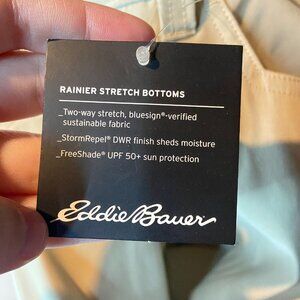 RAINIER STRETCH BOTTOMS
_Two-way stretch, bluesign®-verified
sustainable fabric
_StormRepel® DWR finish sheds moisture
_FreeShade® UPF 50+ sun protection
Eddie Bauer